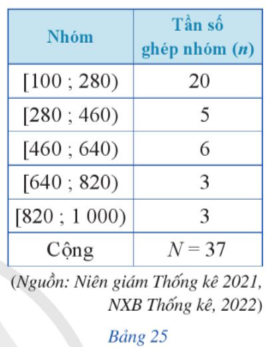 Nhóm Tần số ghép nhóm (n)
[100 ; 280) 20
[280 ; 460) 5
[460 ; 640) 6
[640 ; 820) 3
[820 ; 1 000) 3
Cộng N = 37
(Nguồn: Niên giám Thống kê 2021,
NXB Thống kê, 2022)
Bảng 25